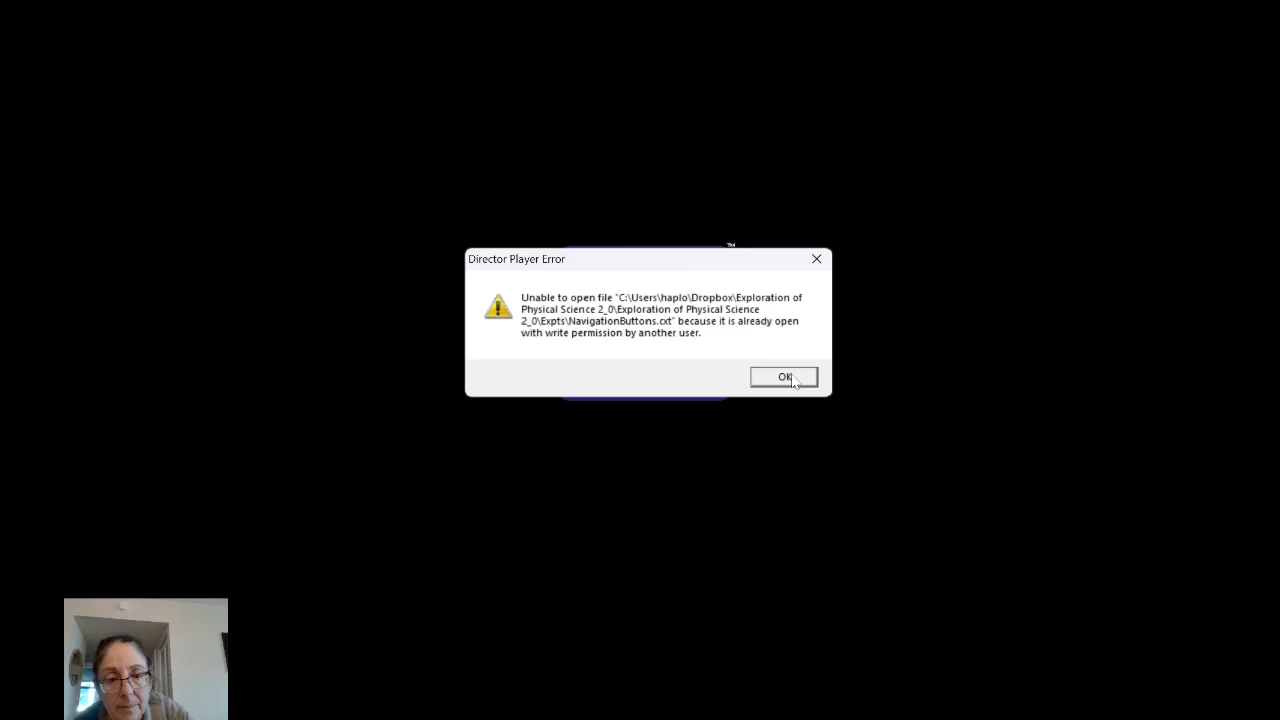 TM
Director Player Error
Unable to open file "C:\Users\haplo\Dropbox\Exploration of
Physical Science 2_0\Exploration of Physical Science
2_0\Expts\NavigationButtons.cxt" because it is already open
with write permission by another user.
OK